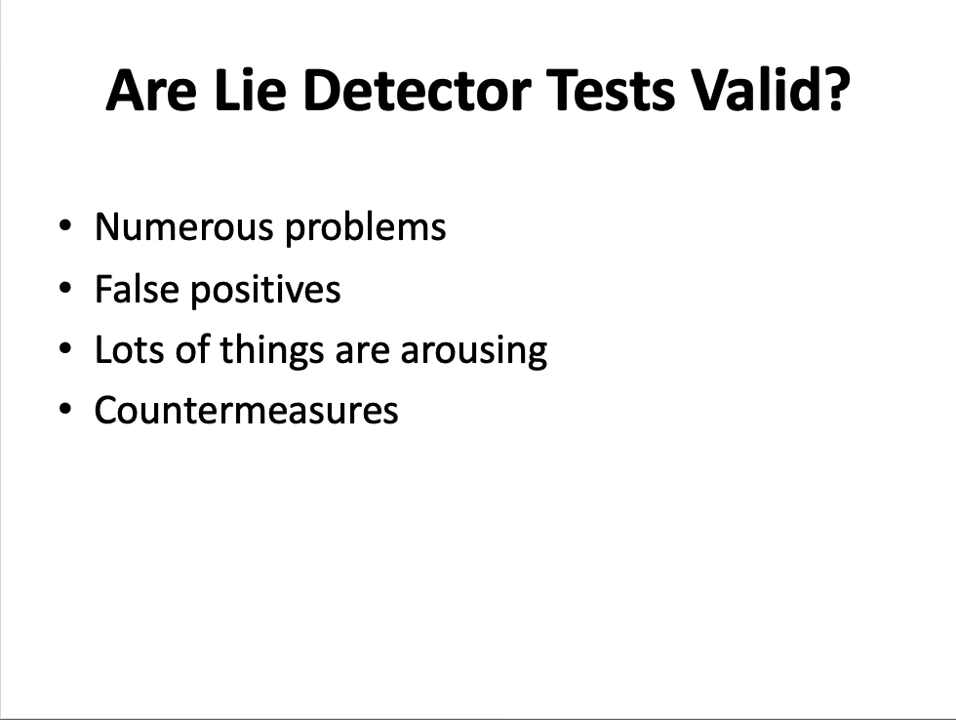 Are Lie Detector Tests Valid?
• Numerous problems
• False positives
• Lots of things are arousing
• Countermeasures